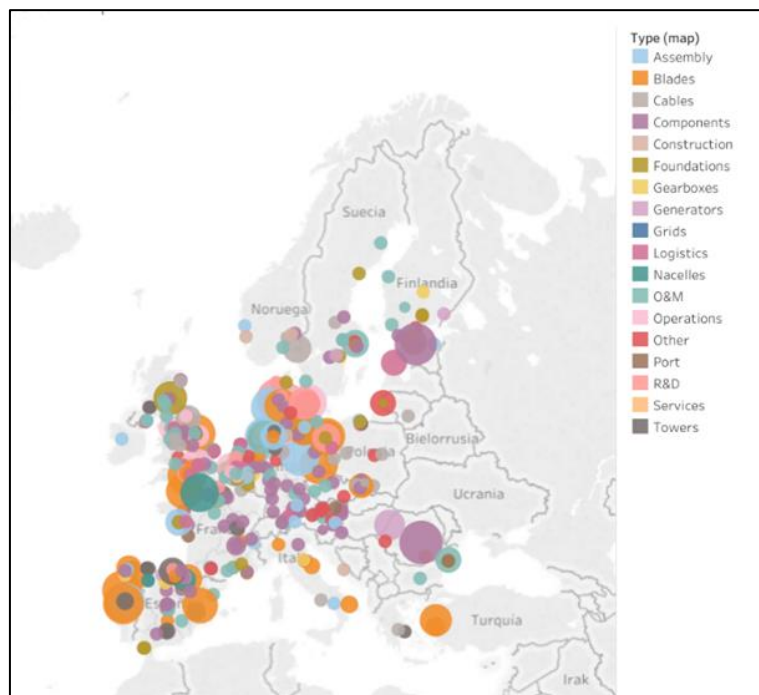 Type (map)
Assembly
Blades
Cables
Components
Construction
Foundations
Gearboxes
Generators
Grids
Logistics
Nacelles
O&M
Operations
Other
Port
R&D
Services
Towers
Suecia
Finlandia
Noruega
Bielorrusia
Ucrania
Turquía
Irak